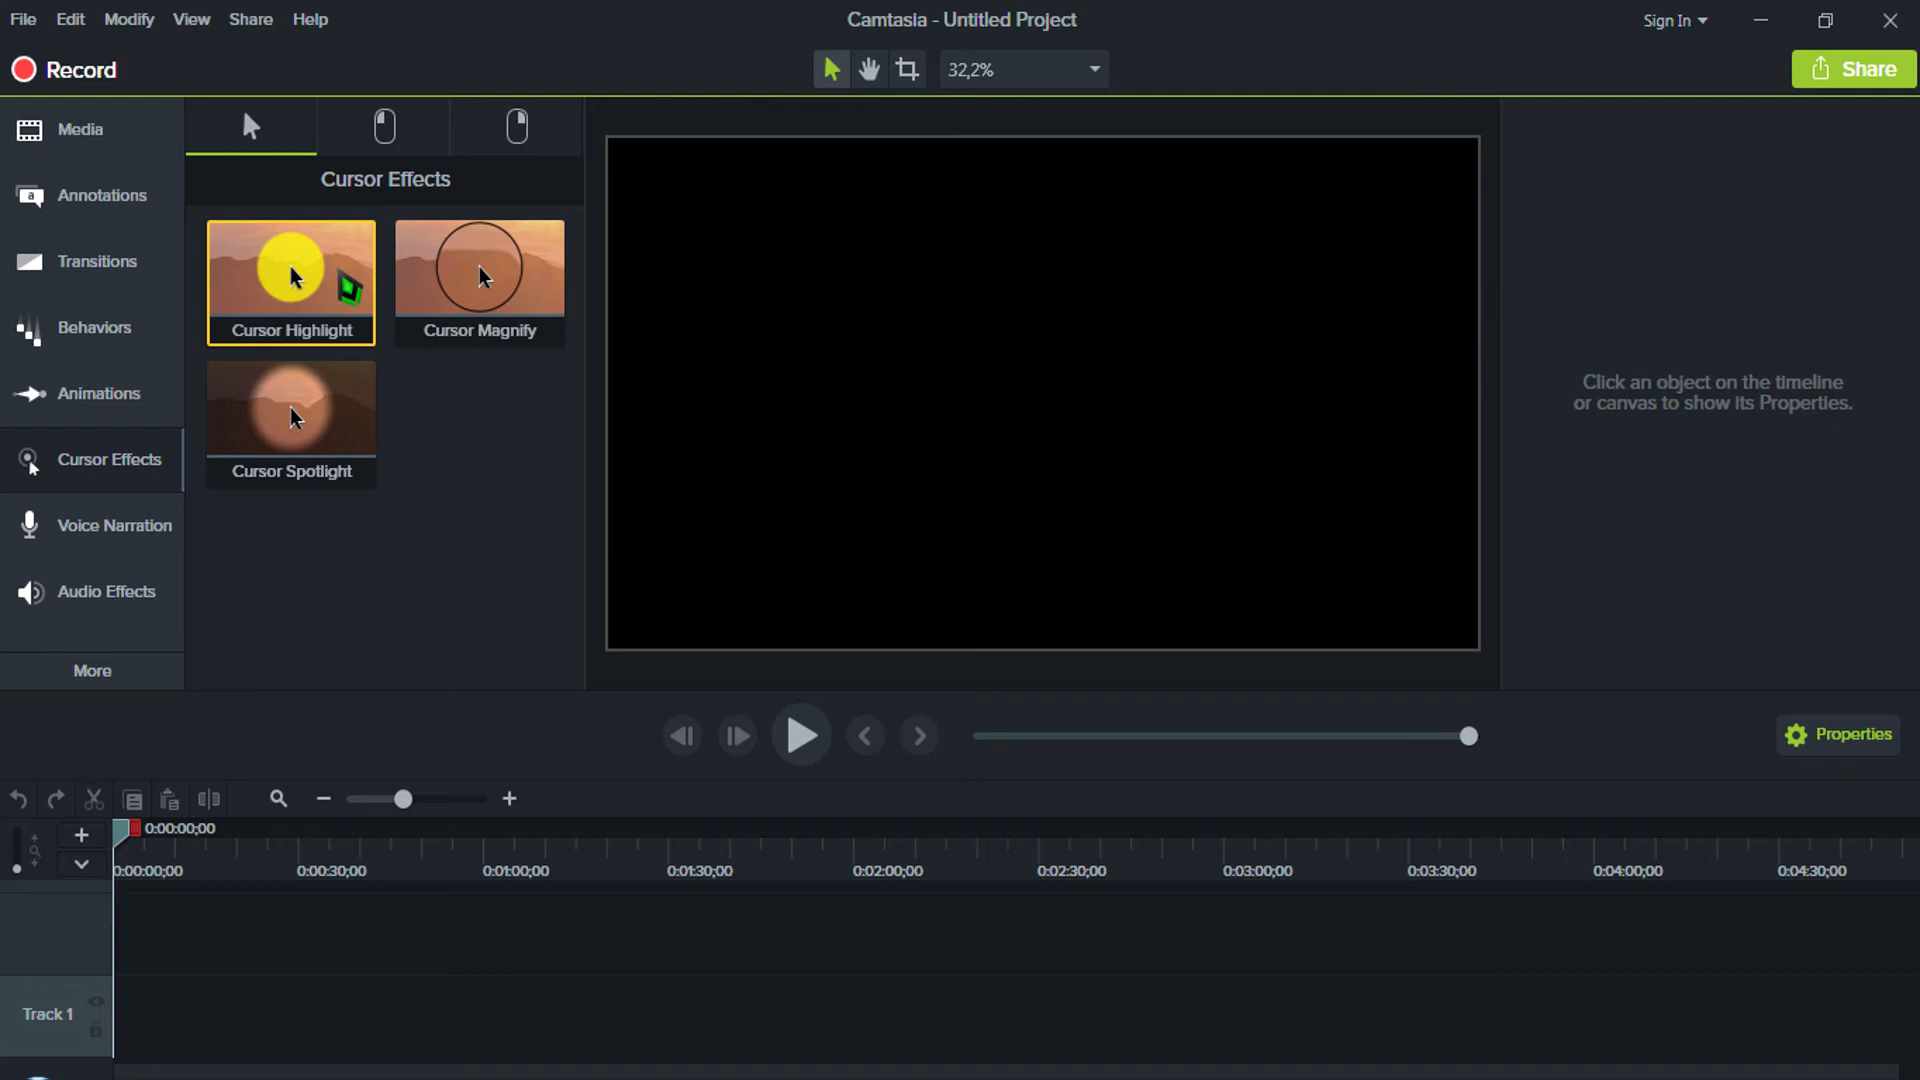 File Edit Modify View Share Help
Camtasia - Untitled Project
Sign In
Record
32,2%
Share
Media
Annotations
Transitions
Behaviors
Animations
Cursor Effects
Voice Narration
Audio Effects
More
Cursor Effects
Cursor Highlight
Cursor Magnify
Cursor Spotlight
Click an object on the timeline
or canvas to show its Properties.
Properties
0:00:00;00
0:00:00;00 0:00:30;00 0:01:00;00 0:01:30;00 0:02:00;00 0:02:30;00 0:03:00;00 0:03:30;00 0:04:00;00 0:04:30;00
Track 1